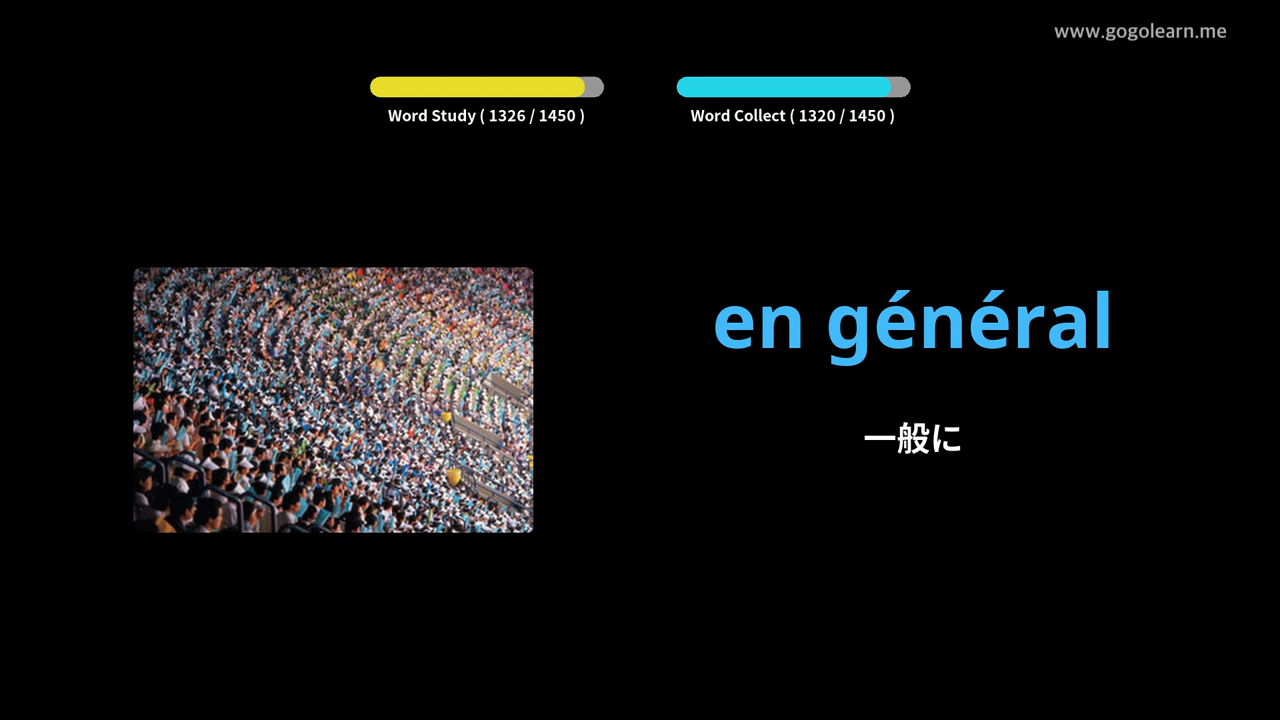 www.gogolearn.me
Word Study ( 1326 / 1450 )
Word Collect ( 1320 / 1450 )
en général
一般に